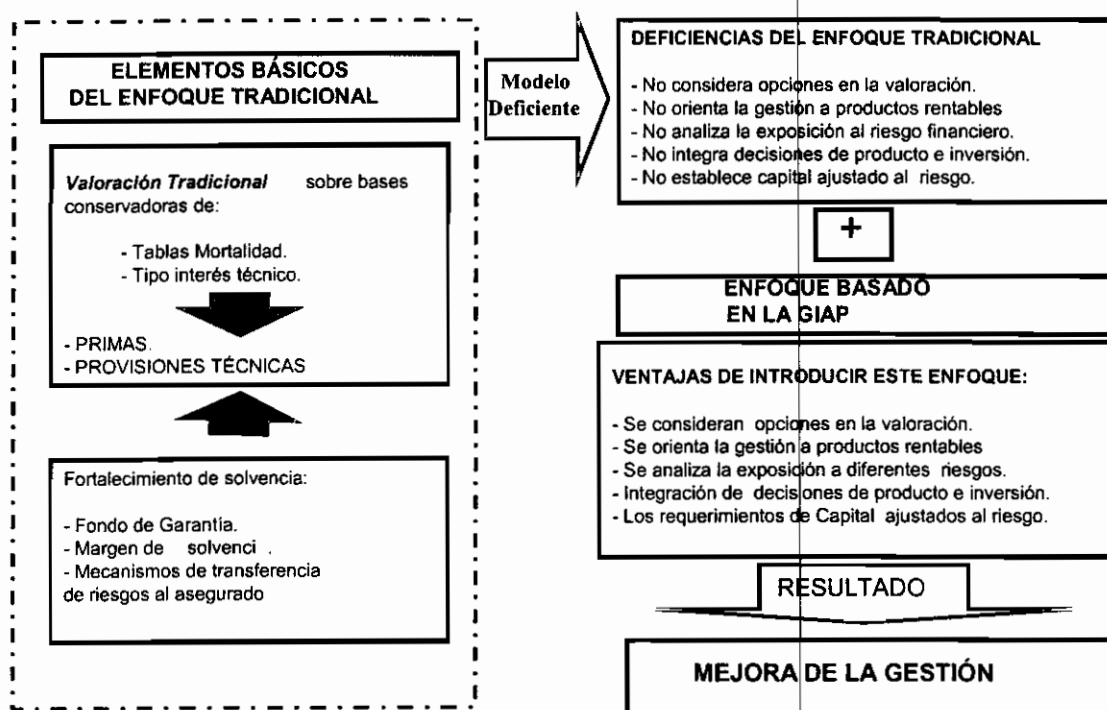 ELEMENTOS BÁSICOS
DEL ENFOQUE TRADICIONAL
Valoración Tradicional sobre bases
conservadoras de:
- Tablas Mortalidad.
- Tipo interés técnico.
- PRIMAS.
- PROVISIONES TÉCNICAS
Fortalecimiento de solvencia:
- Fondo de Garantía.
- Margen de solvenci .
- Mecanismos de transferencia
de riesgos al asegurado
Modelo
Deficiente
DEFICIENCIAS DEL ENFOQUE TRADICIONAL
- No considera opciones en la valoración.
- No orienta la gestión a productos rentables
- No analiza la exposición al riesgo financiero.
- No integra decisiones de producto e inversión.
- No establece capital ajustado al riesgo.
+
ENFOQUE BASADO
EN LA GIAP
VENTAJAS DE INTRODUCIR ESTE ENFOQUE:
- Se consideran opciones en la valoración.
- Se orienta la gestión a productos rentables
- Se analiza la exposición a diferentes riesgos.
- Integración de decisiones de producto e inversión.
- Los requerimientos de Capital ajustados al riesgo.
RESULTADO
MEJORA DE LA GESTIÓN